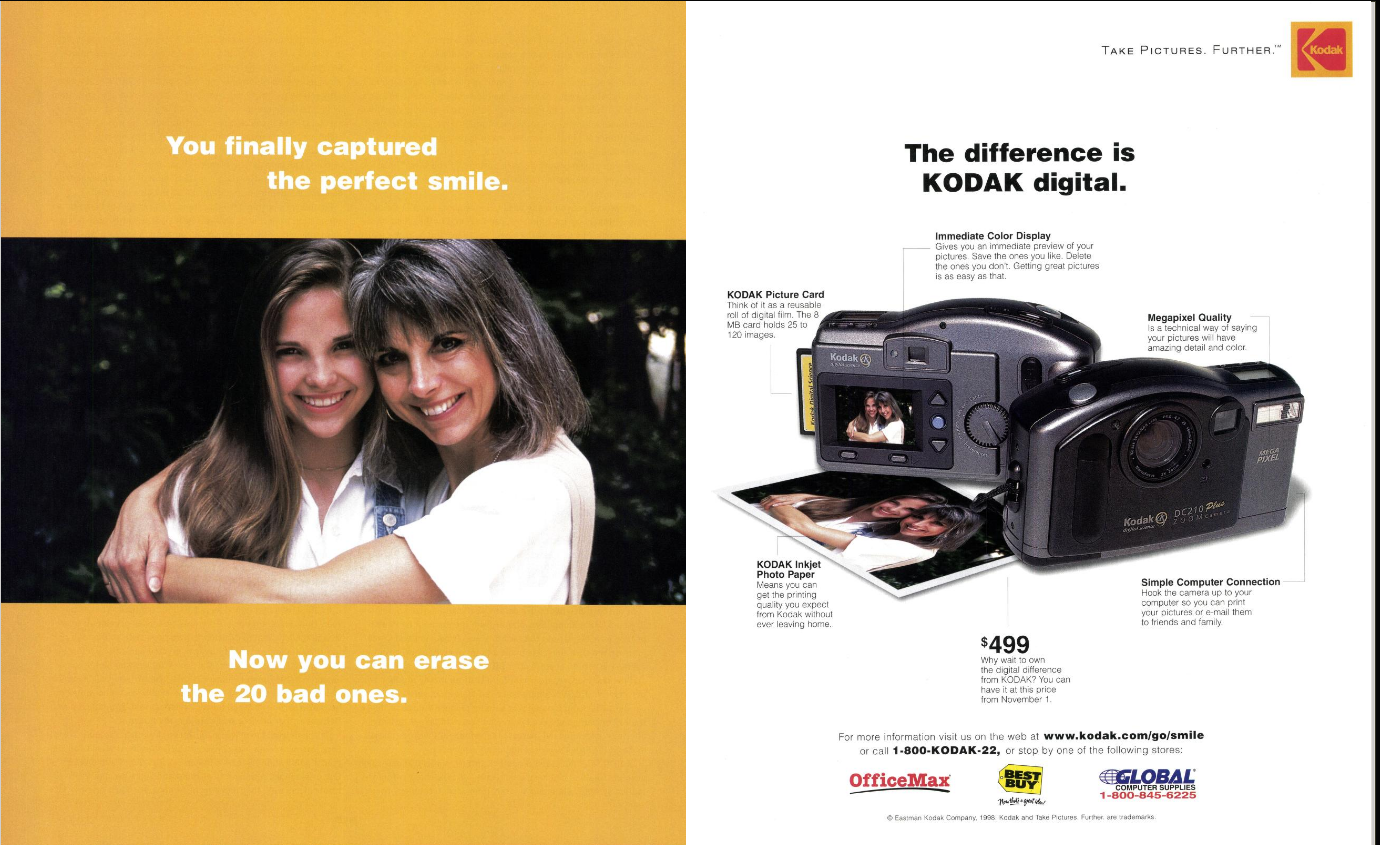 You finally captured
the perfect smile.
Now you can erase
the 20 bad ones.
TAKE PICTURES. FURTHER.™
Kodak
The difference is
KODAK digital.
Immediate Color Display
Gives you an immediate preview of your
pictures. Save the ones you like. Delete
the ones you don't. Getting great pictures
is as easy as that.
KODAK Picture Card
Think of it as a reusable
roll of digital film. The 8
MB card holds 25 to
120 images.
Megapixel Quality
Is a technical way of saying
your pictures will have
amazing detail and color.
Kodak
Kodak Digital Science
MEGA
PIXEL
Kodak
DC210 Plus
ZOOM Camera
KODAK Inkjet
Photo Paper
Means you can
get the printing
quality you expect
from Kodak without
ever leaving home.
Simple Computer Connection
Hook the camera up to your
computer so you can print
your pictures or e-mail them
to friends and family
$499
Why wait to own
the digital difference
from KODAK? You can
have it at this price
from November 1.
For more information visit us on the web at www.kodak.com/go/smile
or call 1-800-KODAK-22, or stop by one of the following stores:
OfficeMax
BEST
BUY
Now that's a great idea.
GLOBAL
COMPUTER SUPPLIES
1-800-845-6225
© Eastman Kodak Company, 1998. Kodak and Take Pictures. Further. are trademarks.